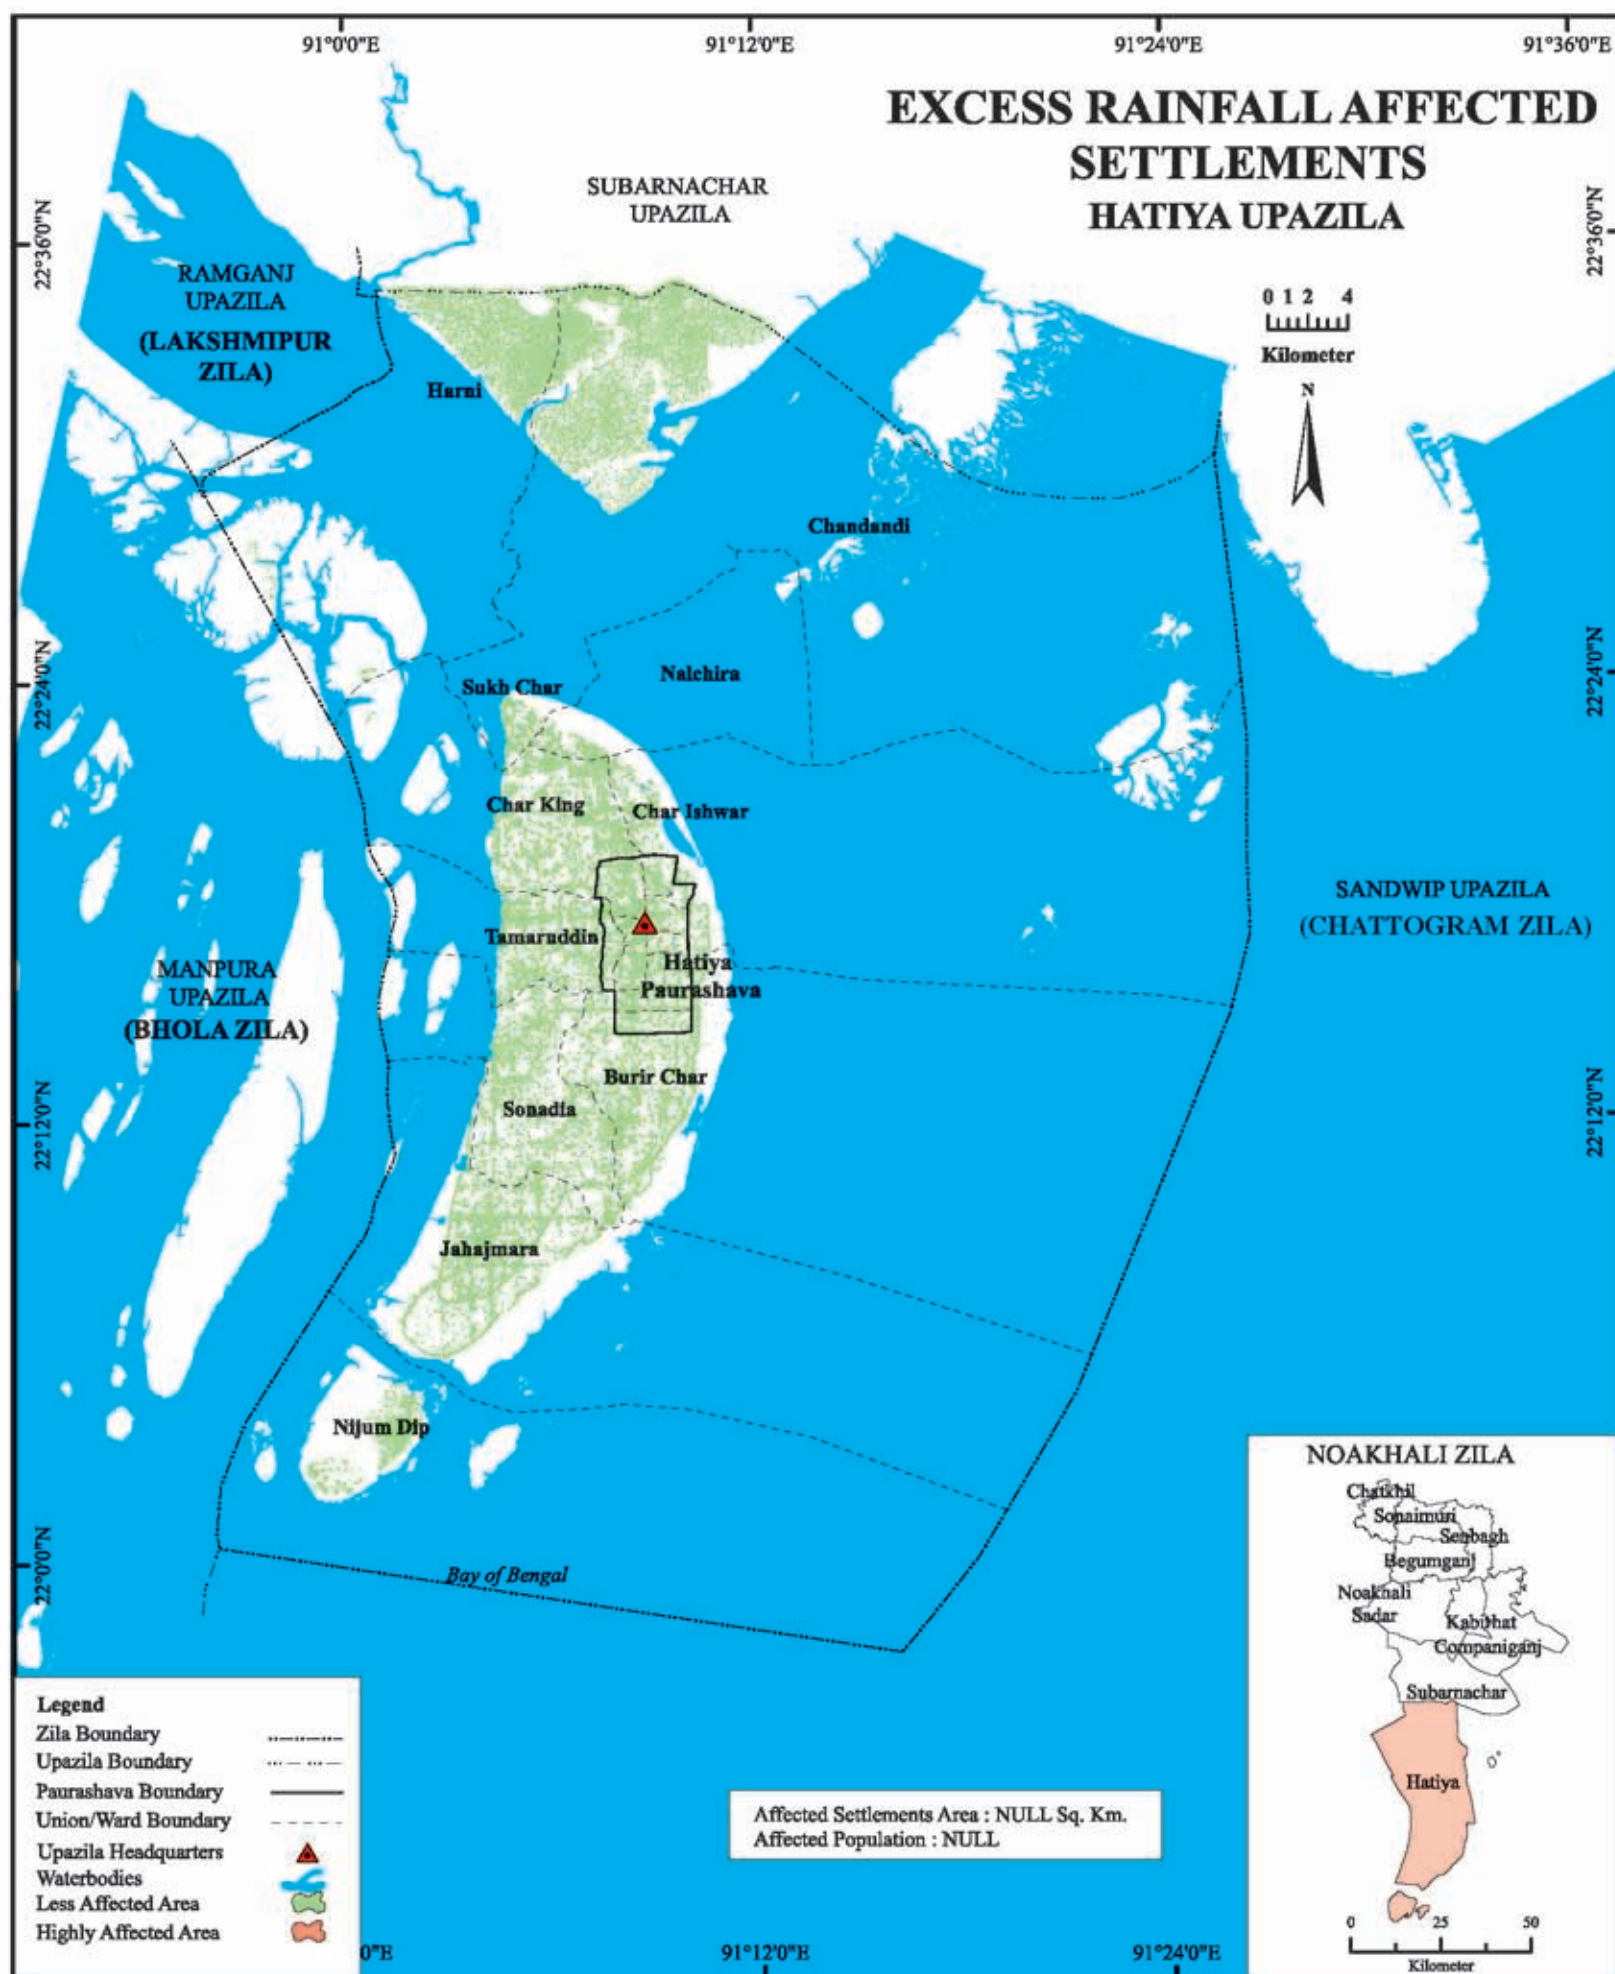 91°0'0"E
91°12'0"E
91°24'0"E
91°36'0"E
EXCESS RAINFALL AFFECTED
SETTLEMENTS
HATIYA UPAZILA
SUBARNACHAR
UPAZILA
22°36'0"N
22°36'0"N
RAMGANJ
UPAZILA
(LAKSHMIPUR
ZILA)
0 1 2 4
Kilometer
N
Harni
Chandandi
Nalchira
Sukh Char
22°24'0"N
22°24'0"N
Char King
Char Ishwar
SANDWIP UPAZILA
(CHATTOGRAM ZILA)
Tamaruddin
Hatiya
Paurashava
MANPURA
UPAZILA
(BHOLA ZILA)
Burir Char
Sonadia
22°12'0"N
22°12'0"N
Jahajmara
Nijum Dip
22°0'0"N
Bay of Bengal
NOAKHALI ZILA
Chatkhil
Sonaimuri
Senbagh
Begumganj
Noakhali
Sadar
Kabirhat
Companiganj
Subarnachar
Hatiya
0 25 50
Kilometer
Legend
Zila Boundary
Upazila Boundary
Paurashava Boundary
Union/Ward Boundary
Upazila Headquarters
Waterbodies
Less Affected Area
Highly Affected Area
Affected Settlements Area : NULL Sq. Km.
Affected Population : NULL
0"E
91°12'0"E
91°24'0"E